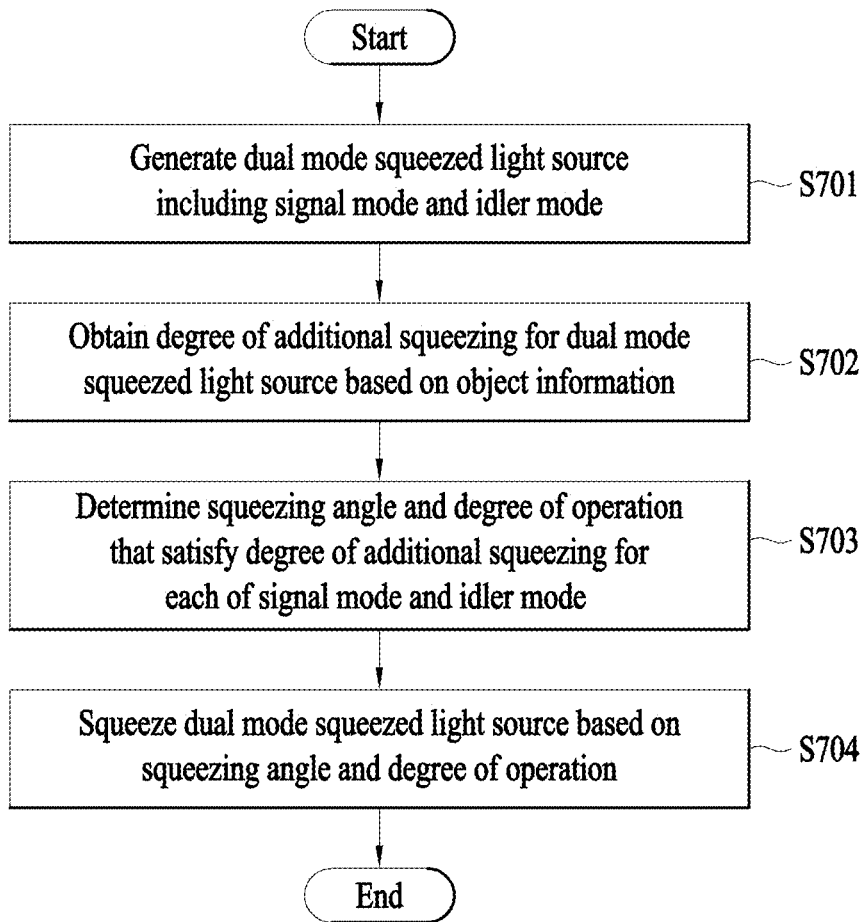 Start
Generate dual mode squeezed light source
including signal mode and idler mode
S701
Obtain degree of additional squeezing for dual mode
squeezed light source based on object information
S702
Determine squeezing angle and degree of operation
that satisfy degree of additional squeezing for
each of signal mode and idler mode
S703
Squeeze dual mode squeezed light source based on
squeezing angle and degree of operation
S704
End